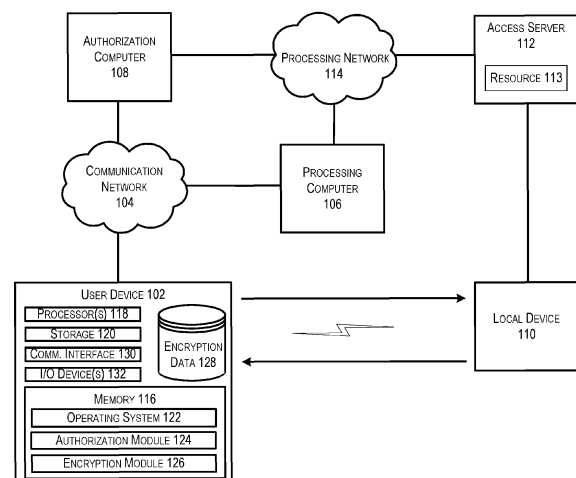 AUTHORIZATION
COMPUTER
108
PROCESSING NETWORK
114
ACCESS SERVER
112
RESOURCE 113
COMMUNICATION
NETWORK
104
PROCESSING
COMPUTER
106
USER DEVICE 102
PROCESSOR(S) 118
STORAGE 120
COMM. INTERFACE 130
I/O DEVICE(S) 132
ENCRYPTION
DATA 128
MEMORY 116
OPERATING SYSTEM 122
AUTHORIZATION MODULE 124
ENCRYPTION MODULE 126
LOCAL DEVICE
110